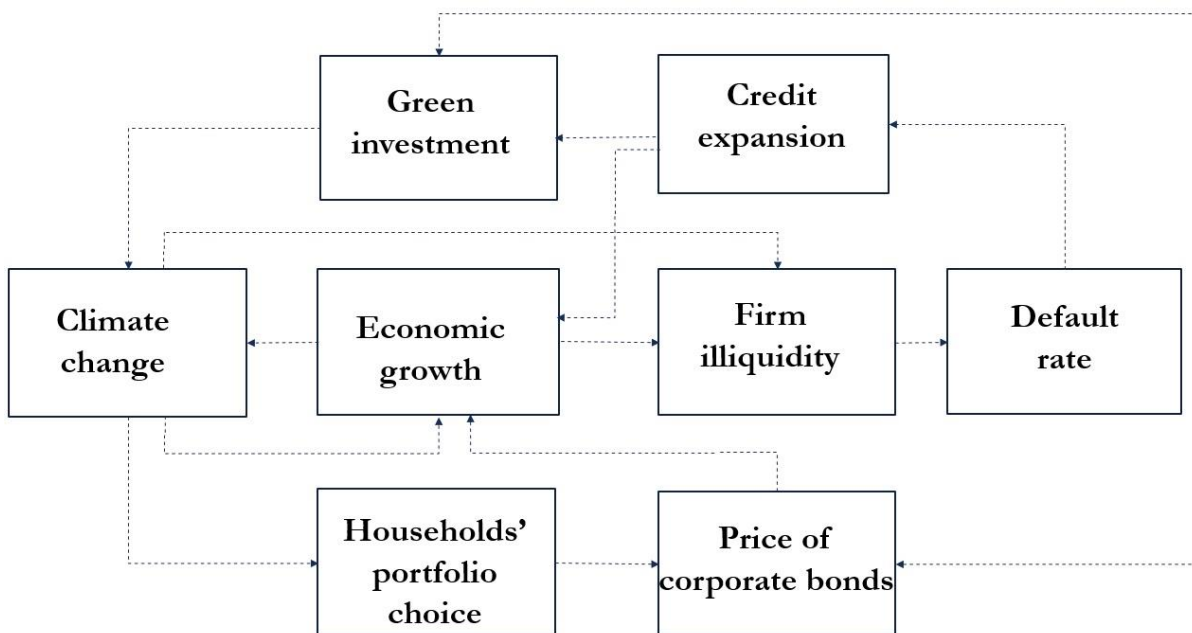 Green
investment
Credit
expansion
Climate
change
Economic
growth
Firm
illiquidity
Default
rate
Households’
portfolio
choice
Price of
corporate bonds